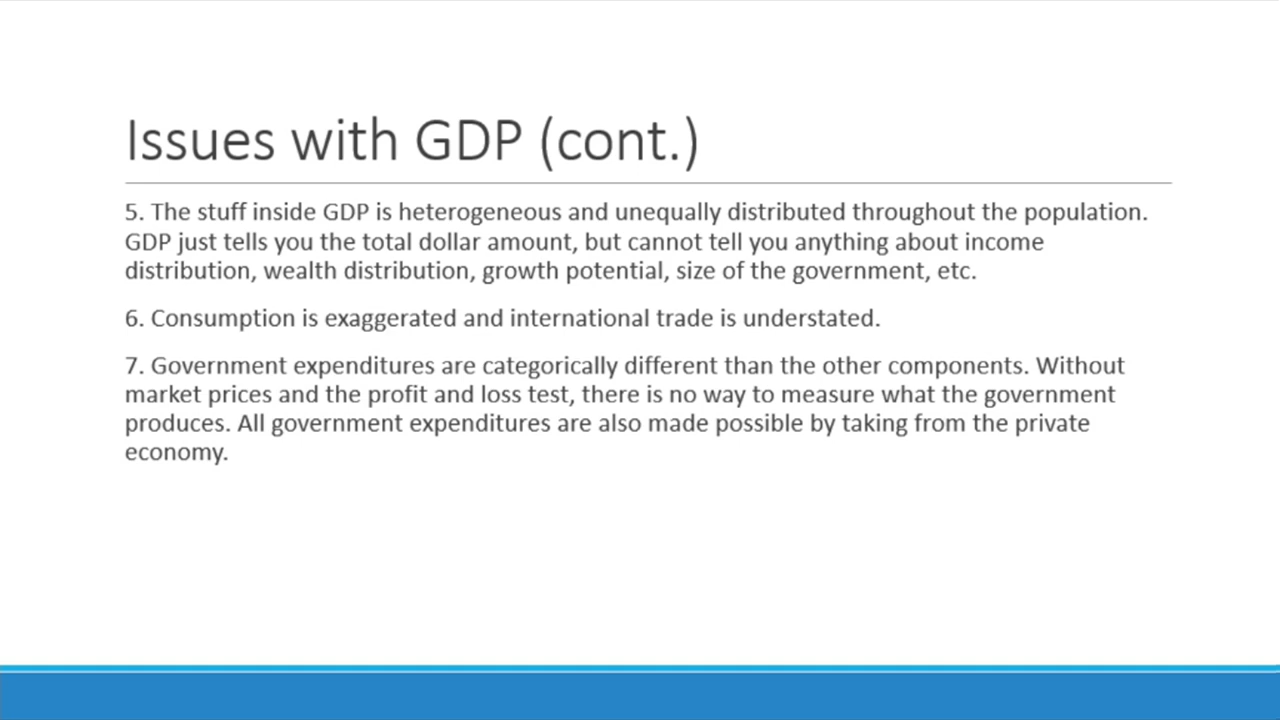 Issues with GDP (cont.)
5. The stuff inside GDP is heterogeneous and unequally distributed throughout the population.
GDP just tells you the total dollar amount, but cannot tell you anything about income
distribution, wealth distribution, growth potential, size of the government, etc.
6. Consumption is exaggerated and international trade is understated.
7. Government expenditures are categorically different than the other components. Without
market prices and the profit and loss test, there is no way to measure what the government
produces. All government expenditures are also made possible by taking from the private
economy.